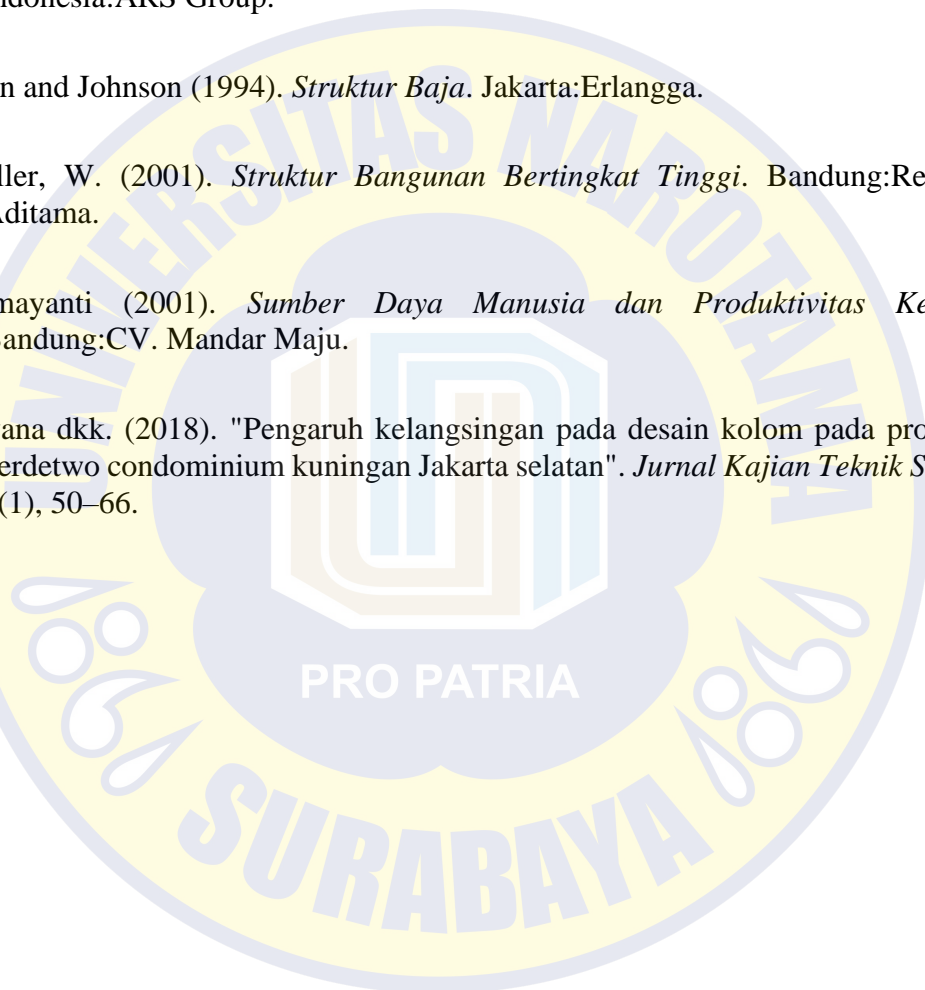 ndonesia:ARS Group.
n and Johnson (1994). Struktur Baja. Jakarta:Erlangga.
ller, W. (2001). Struktur Bangunan Bertingkat Tinggi. Bandung:Re
Aditama.
mayanti (2001). Sumber Daya Manusia dan Produktivitas Ke
Bandung:CV. Mandar Maju.
ana dkk. (2018). "Pengaruh kelangsingan pada desain kolom pada pro
erdetwo condominium kuningan Jakarta selatan". Jurnal Kajian Teknik S
(1), 50–66.
UNIVERSITAS NAROTAMA
PRO PATRIA
SURABAYA